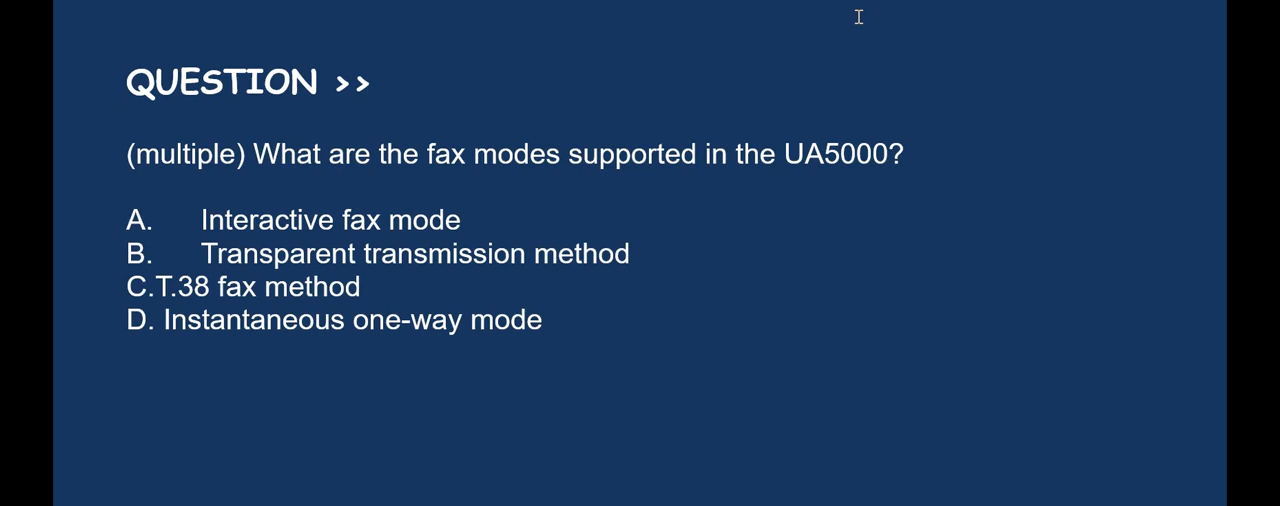 QUESTION >>
(multiple) What are the fax modes supported in the UA5000?
A. Interactive fax mode
B. Transparent transmission method
C.T.38 fax method
D. Instantaneous one-way mode